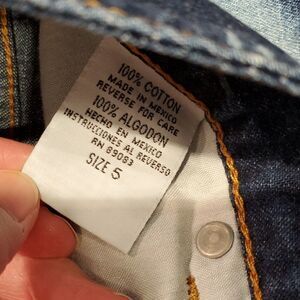 100% COTTON
MADE IN MEXICO
REVERSE FOR CARE
100% ALGODON
HECHO EN MEXICO
INSTRUCCIONES AL REVERSO
RN 89083
SIZE 5